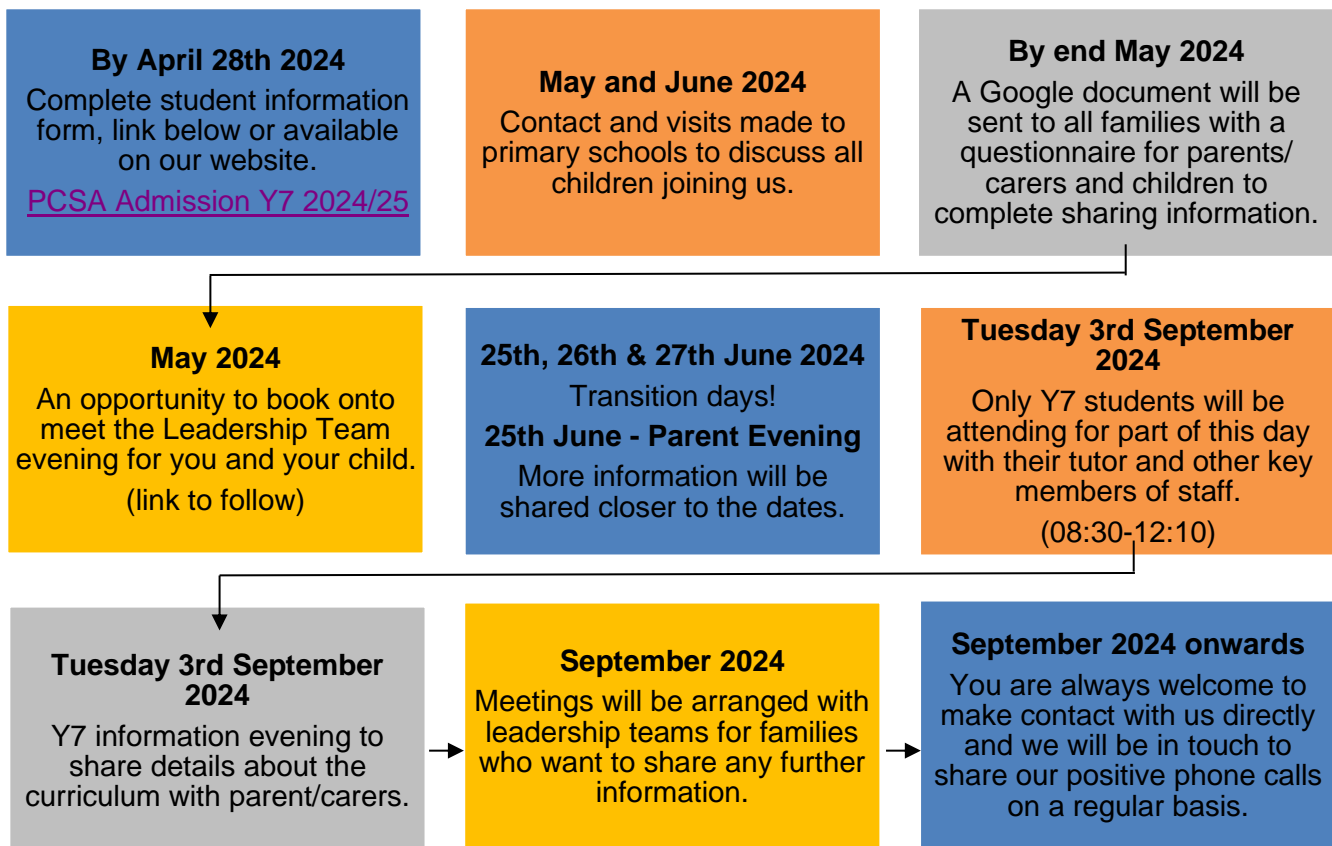 By April 28th 2024
Complete student information
form, link below or available
on our website.
PCSA Admission Y7 2024/25
May and June 2024
Contact and visits made to
primary schools to discuss all
children joining us.
By end May 2024
A Google document will be
sent to all families with a
questionnaire for parents/
carers and children to
complete sharing information.
May 2024
An opportunity to book onto
meet the Leadership Team
evening for you and your child.
(link to follow)
25th, 26th & 27th June 2024
Transition days!
25th June - Parent Evening
More information will be
shared closer to the dates.
Tuesday 3rd September
2024
Only Y7 students will be
attending for part of this day
with their tutor and other key
members of staff.
(08:30-12:10)
Tuesday 3rd September
2024
Y7 information evening to
share details about the
curriculum with parent/carers.
September 2024
Meetings will be arranged with
leadership teams for families
who want to share any further
information.
September 2024 onwards
You are always welcome to
make contact with us directly
and we will be in touch to
share our positive phone calls
on a regular basis.